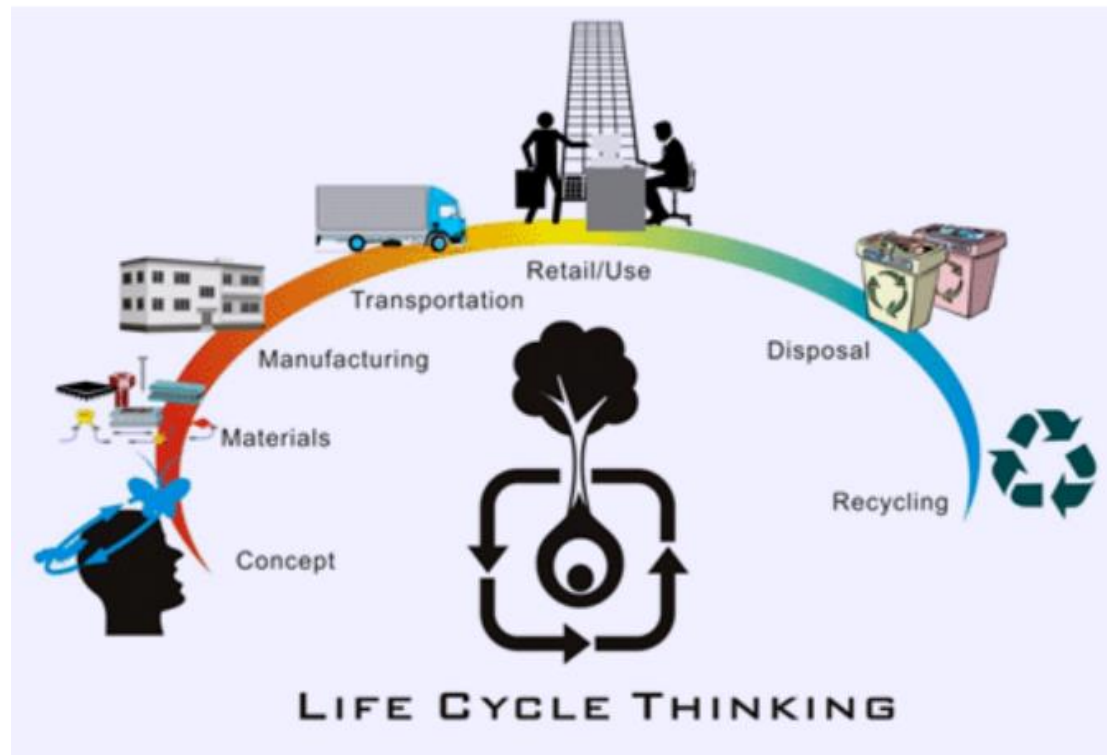 Concept
Materials
Manufacturing
Transportation
Retail/Use
Disposal
Recycling
LIFE CYCLE THINKING